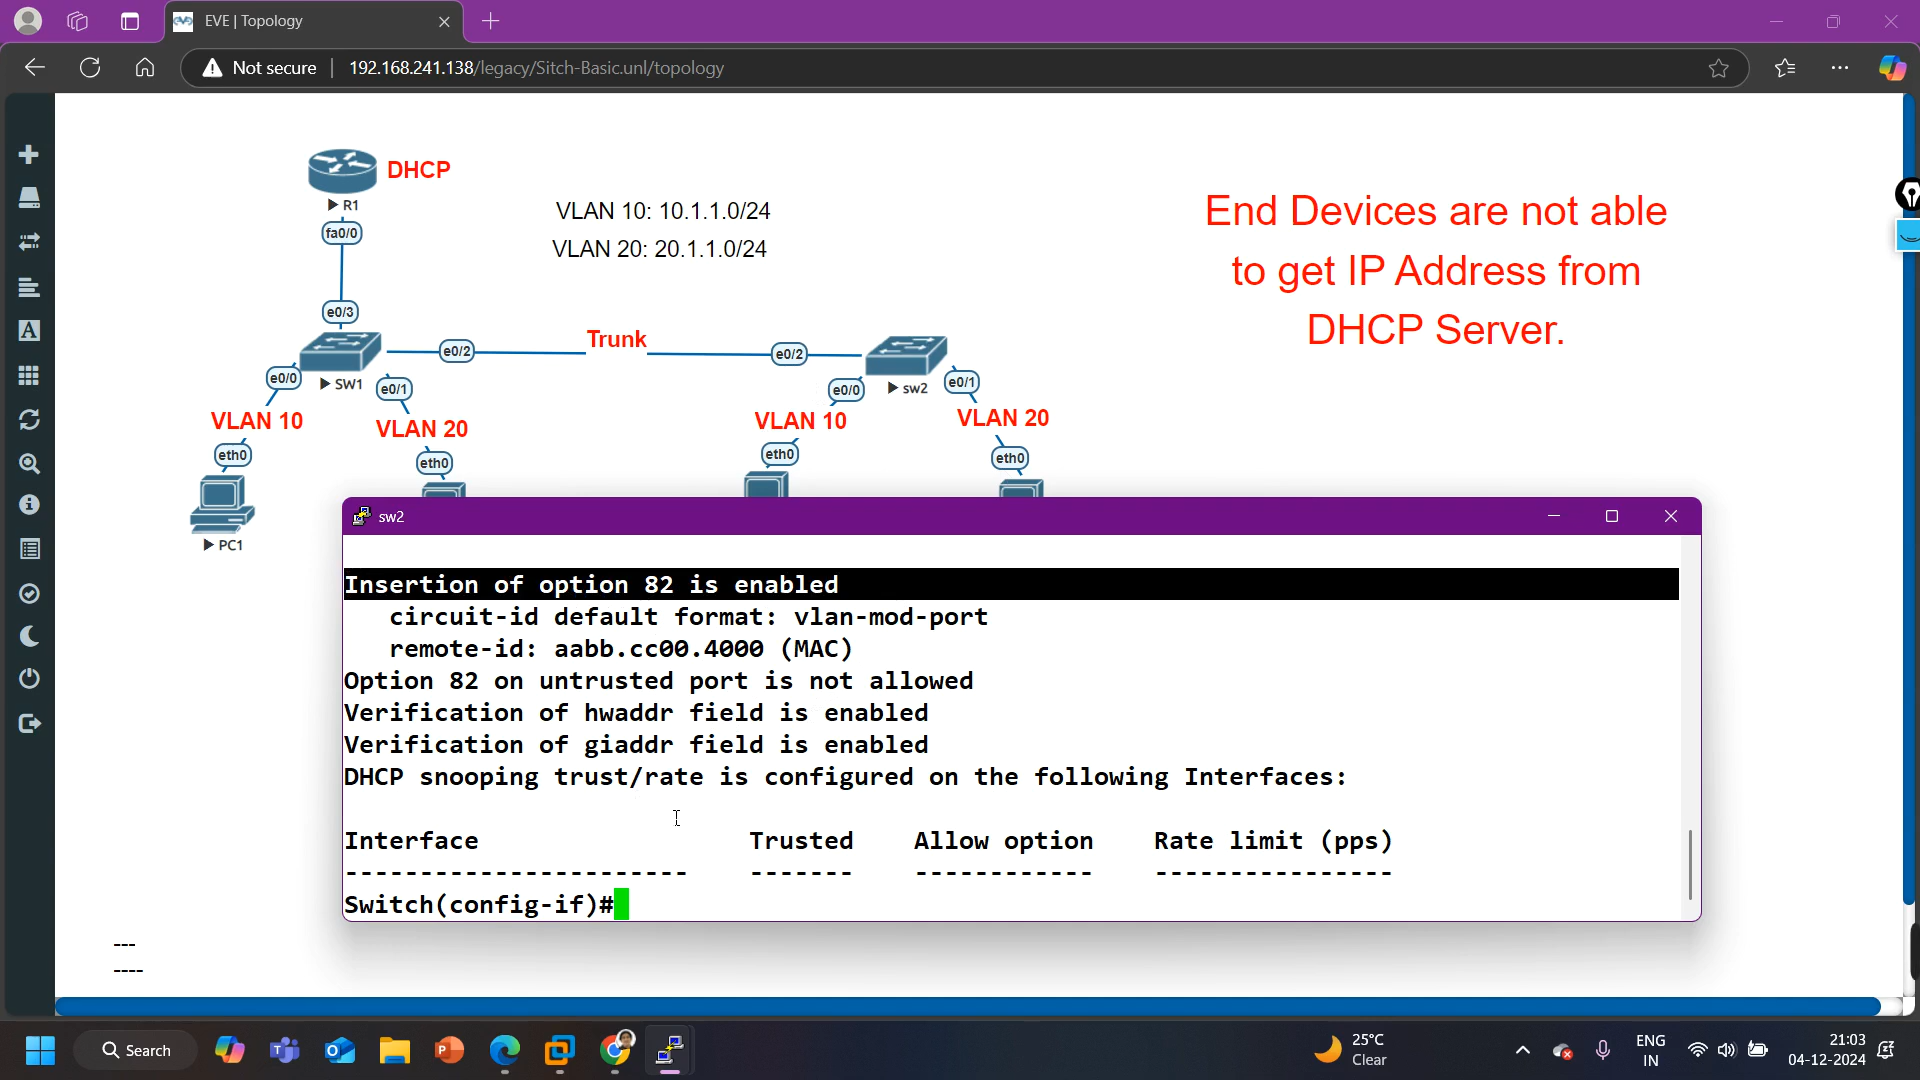 EVE | Topology
Not secure
192.168.241.138/legacy/Sitch-Basic.unl/topology
DHCP
R1
fa0/0
VLAN 10: 10.1.1.0/24
VLAN 20: 20.1.1.0/24
End Devices are not able
to get IP Address from
DHCP Server.
e0/3
Trunk
e0/2
e0/2
e0/0
SW1
e0/1
e0/0
sw2
e0/1
VLAN 10
VLAN 20
VLAN 10
VLAN 20
eth0
eth0
eth0
eth0
PC1
sw2
Insertion of option 82 is enabled
circuit-id default format: vlan-mod-port
remote-id: aabb.cc00.4000 (MAC)
Option 82 on untrusted port is not allowed
Verification of hwaddr field is enabled
Verification of giaddr field is enabled
DHCP snooping trust/rate is configured on the following Interfaces:
Interface Trusted Allow option Rate limit (pps)
----------------------- ------- ------------ ----------------
Switch(config-if)#
---
----
Search
25°C
Clear
ENG
IN
21:03
04-12-2024